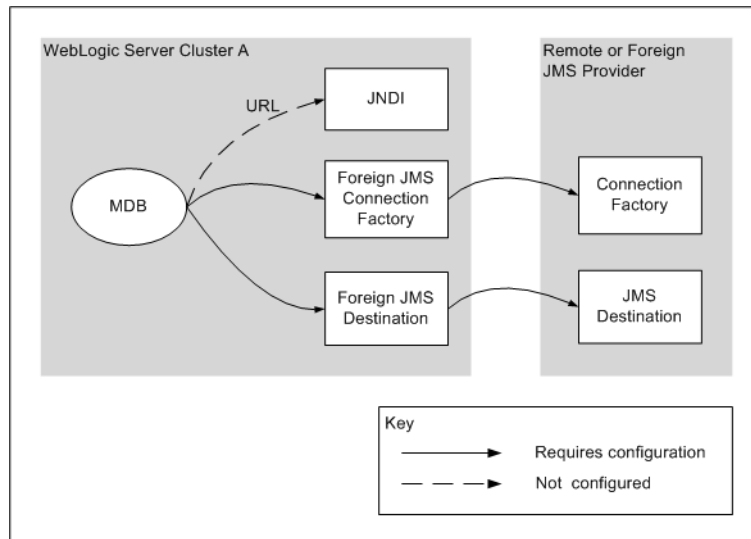 WebLogic Server Cluster A
Remote or Foreign
JMS Provider
URL
JNDI
MDB
Foreign JMS
Connection
Factory
Connection
Factory
Foreign JMS
Destination
JMS
Destination
Key
Requires configuration
Not configured